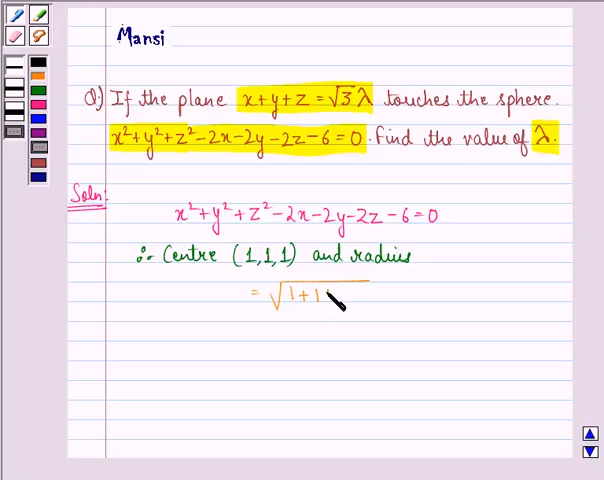 Mansi
Q) If the plane x+y+z = √3 λ touches the sphere.
x²+y²+z²-2x-2y-2z-6=0. Find the value of λ.
Soln:
x²+y²+z²-2x-2y-2z-6=0
∴ Centre (1,1,1) and radius
= √1+1+